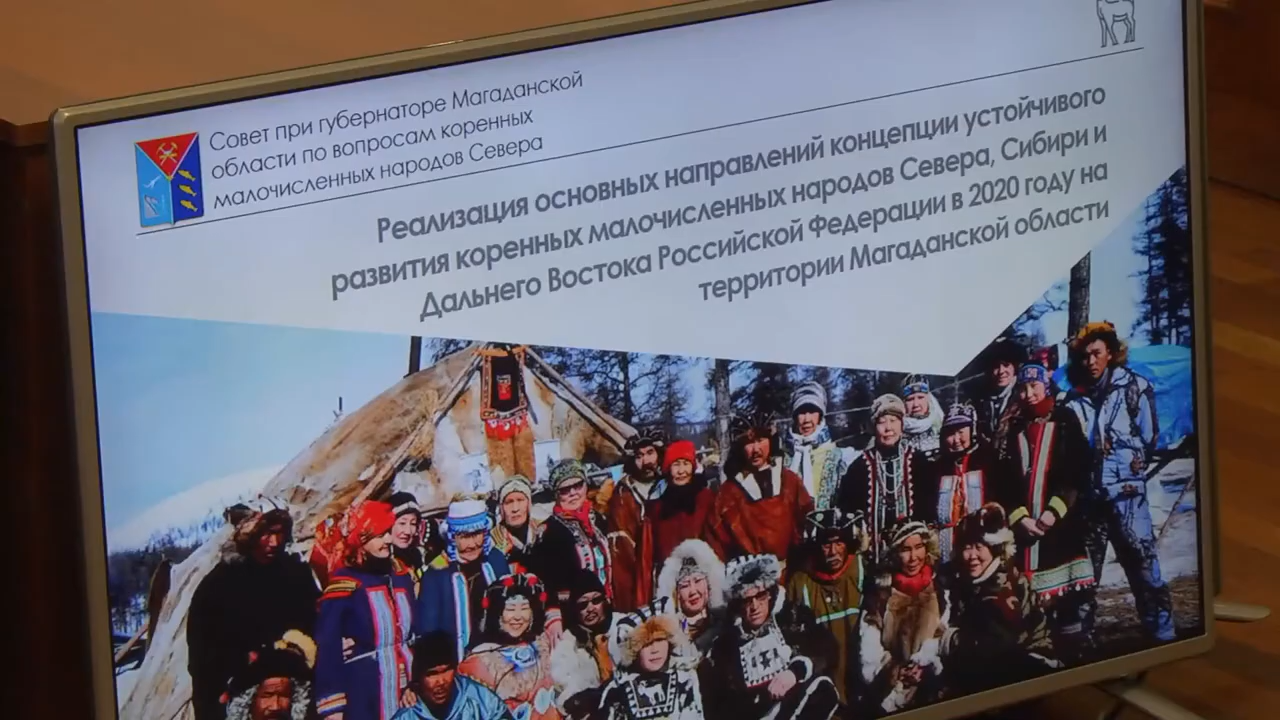 Совет при губернаторе Магаданской
области по вопросам коренных
малочисленных народов Севера
Реализация основных направлений концепции устойчивого
развития коренных малочисленных народов Севера, Сибири и
Дальнего Востока Российской Федерации в 2020 году на
территории Магаданской области